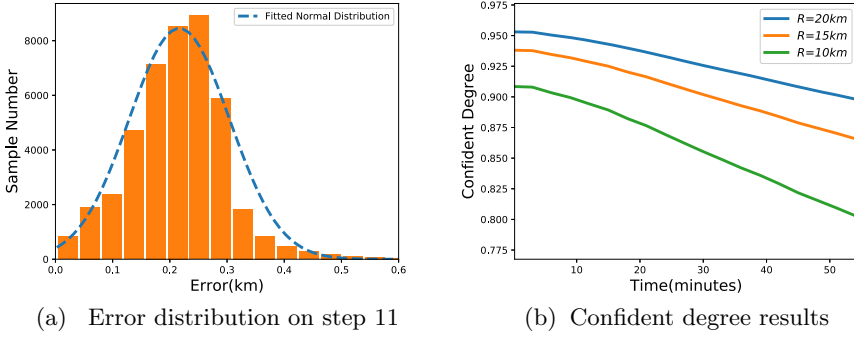 Fitted Normal Distribution
Sample Number
8000
6000
4000
2000
0
0.0 0.1 0.2 0.3 0.4 0.5 0.6
Error(km)
(a) Error distribution on step 11
R=20km
R=15km
R=10km
Confident Degree
0.975
0.950
0.925
0.900
0.875
0.850
0.825
0.800
0.775
10 20 30 40 50
Time(minutes)
(b) Confident degree results